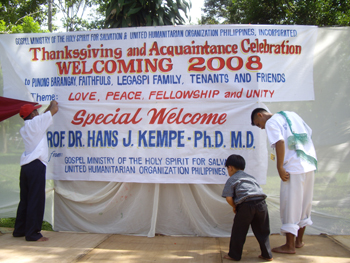 GOSPEL MINISTRY OF THE HOLY SPIRIT FOR SALVATION & UNITED HUMANITARIAN ORGANIZATION PHILIPPINES, INCORPORATED
Thanksgiving and Acquaintance Celebration
WELCOMING 2008
to PUNONG BARANGAY, FAITHFULS, LEGASPI FAMILY, TENANTS AND FRIENDS
Theme: LOVE, PEACE, FELLOWSHIP and UNITY
Special Welcome
ROF. DR. HANS J. KEMPE - Ph.D, M.D.
GOSPEL MINISTRY OF THE HOLY SPIRIT FOR SALVA
UNITED HUMANITARIAN ORGANIZATION PHILIPPINES